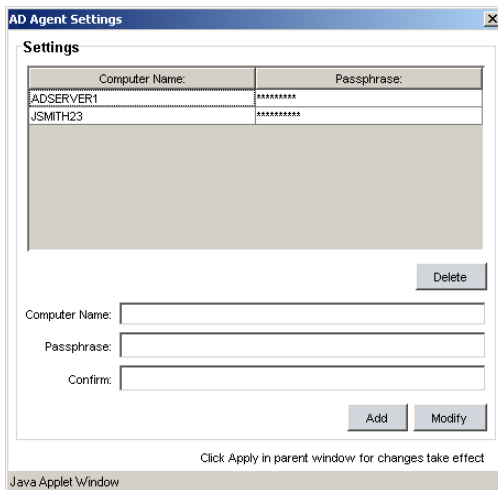 AD Agent Settings
Settings
Computer Name: Passphrase:
ADSERVER1 *********
JSMITH23 **********
Delete
Computer Name:
Passphrase:
Confirm:
Add Modify
Click Apply in parent window for changes take effect
Java Applet Window